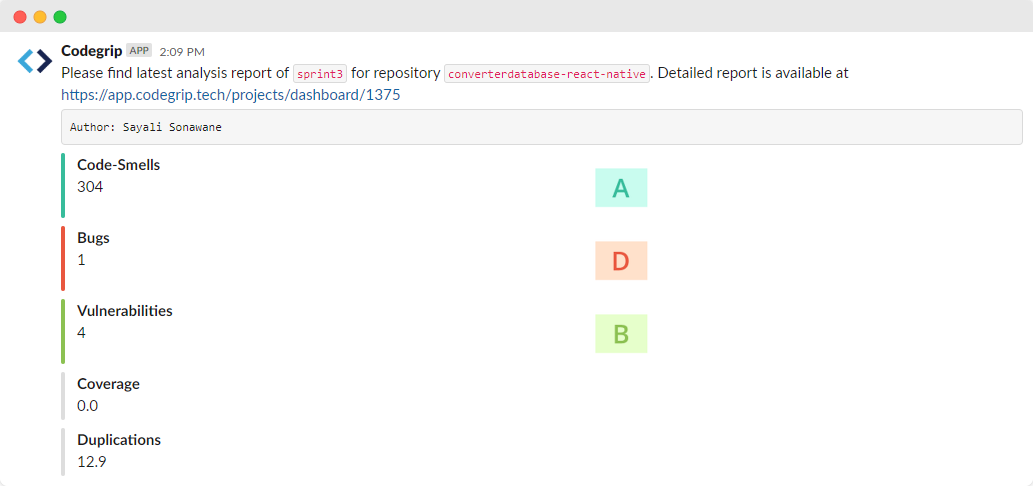 Codegrip APP 2:09 PM
Please find latest analysis report of sprint3 for repository converterdatabase-react-native. Detailed report is available at
https://app.codegrip.tech/projects/dashboard/1375
Author: Sayali Sonawane
Code-Smells
304
A
Bugs
1
D
Vulnerabilities
4
B
Coverage
0.0
Duplications
12.9